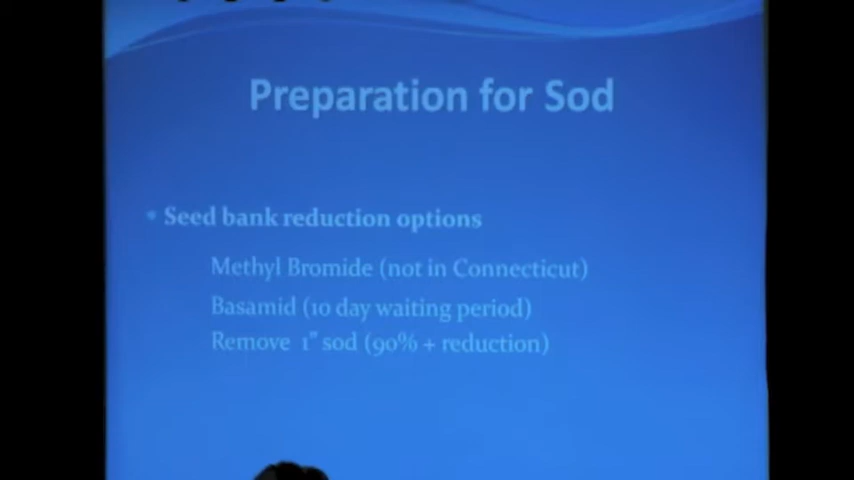 Preparation for Sod
• Seed bank reduction options
Methyl Bromide (not in Connecticut)
Basamid (10 day waiting period)
Remove 1" sod (90% + reduction)